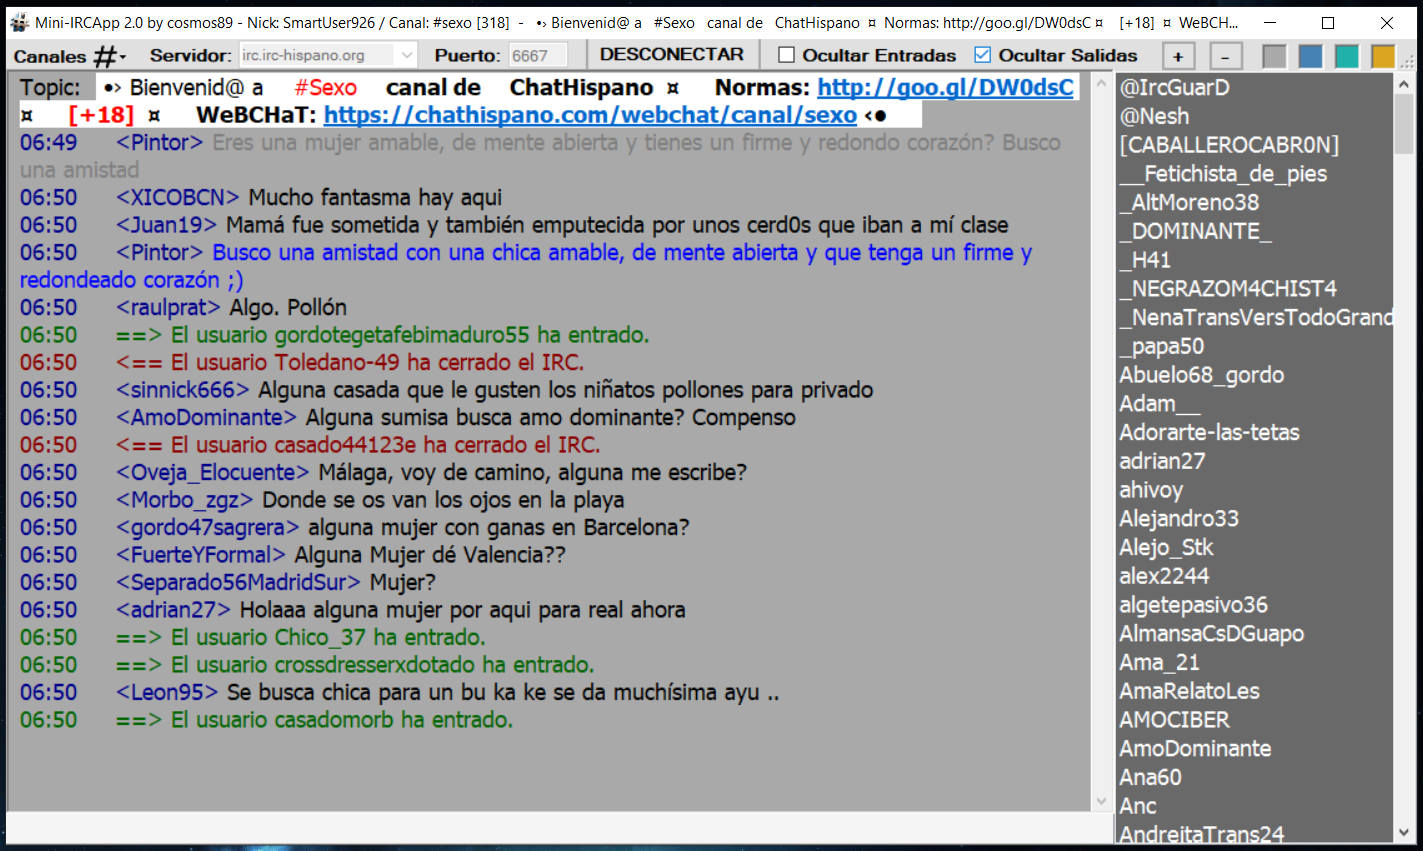 Mini-IRCApp 2.0 by cosmos89 - Nick: SmartUser926 / Canal: #sexo [318] - •› Bienvenid@ a #Sexo canal de ChatHispano ¤ Normas: http://goo.gl/DW0dsC ¤ [+18] ¤ WeBCH...
Canales # Servidor: irc.irc-hispano.org Puerto: 6667 DESCONECTAR Ocultar Entradas Ocultar Salidas + -
Topic: •› Bienvenid@ a #Sexo canal de ChatHispano ¤ Normas: http://goo.gl/DW0dsC
¤ [+18] ¤ WeBCHaT: https://chathispano.com/webchat/canal/sexo ‹•
06:49 <Pintor> Eres una mujer amable, de mente abierta y tienes un firme y redondo corazón? Busco
una amistad
06:50 <XICOBCN> Mucho fantasma hay aqui
06:50 <Juan19> Mamá fue sometida y también emputecida por unos cerd0s que iban a mí clase
06:50 <Pintor> Busco una amistad con una chica amable, de mente abierta y que tenga un firme y
redondeado corazón ;)
06:50 <raulprat> Algo. Pollón
06:50 ==> El usuario gordotegetafebimaduro55 ha entrado.
06:50 <== El usuario Toledano-49 ha cerrado el IRC.
06:50 <sinnick666> Alguna casada que le gusten los niñatos pollones para privado
06:50 <AmoDominante> Alguna sumisa busca amo dominante? Compenso
06:50 <== El usuario casado44123e ha cerrado el IRC.
06:50 <Oveja_Elocuente> Málaga, voy de camino, alguna me escribe?
06:50 <Morbo_zgz> Donde se os van los ojos en la playa
06:50 <gordo47sagrera> alguna mujer con ganas en Barcelona?
06:50 <FuerteYFormal> Alguna Mujer dé Valencia??
06:50 <Separado56MadridSur> Mujer?
06:50 <adrian27> Holaaa alguna mujer por aqui para real ahora
06:50 ==> El usuario Chico_37 ha entrado.
06:50 ==> El usuario crossdresserxdotado ha entrado.
06:50 <Leon95> Se busca chica para un bu ka ke se da muchísima ayu ..
06:50 ==> El usuario casadomorb ha entrado.
@IrcGuarD
@Nesh
[CABALLEROCABR0N]
__Fetichista_de_pies
_AltMoreno38
_DOMINANTE_
_H41
_NEGRAZOM4CHIST4
_NenaTransVersTodoGrand
_papa50
Abuelo68_gordo
Adam__
Adorarte-las-tetas
adrian27
ahivoy
Alejandro33
Alejo_Stk
alex2244
algetepasivo36
AlmansaCsDGuapo
Ama_21
AmaRelatoLes
AMOCIBER
AmoDominante
Ana60
Anc
AndreitaTrans24